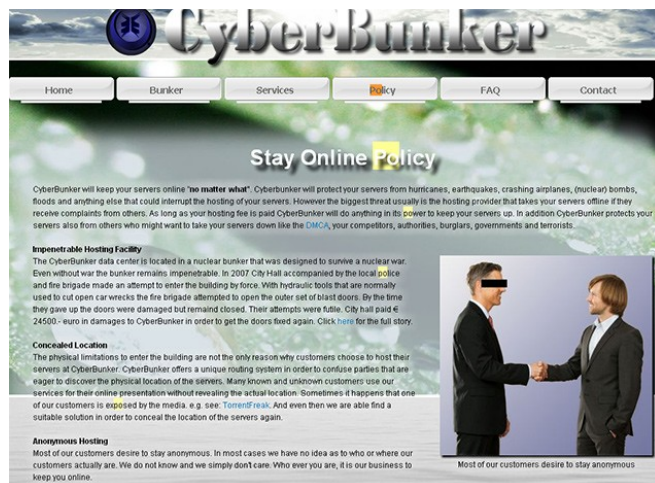 CyberBunker
Home Bunker Services Policy FAQ Contact
Stay Online Policy
CyberBunker will keep your servers online "no matter what". Cyberbunker will protect your servers from hurricanes, earthquakes, crashing airplanes, (nuclear) bombs,
floods and anything else that could interrupt the hosting of your servers. However the biggest threat usually is the hosting provider that takes your servers offline if they
receive complaints from others. As long as your hosting fee is paid CyberBunker will do anything in its power to keep your servers up. In addition CyberBunker protects your
servers also from others who might want to take your servers down like the DMCA, your competitors, authorities, burglars, governments and terrorists.
Impenetrable Hosting Facility
The CyberBunker data center is located in a nuclear bunker that was designed to survive a nuclear war.
Even without war the bunker remains impenetrable. In 2007 City Hall accompanied by the local police
and fire brigade made an attempt to enter the building by force. With hydraulic tools that are normally
used to cut open car wrecks the fire brigade attempted to open the outer set of blast doors. By the time
they gave up the doors were damaged but remaind closed. Their attempts were futile. City hall paid €
24500.- euro in damages to CyberBunker in order to get the doors fixed again. Click here for the full story.
Concealed Location
The physical limitations to enter the building are not the only reason why customers choose to host their
servers at CyberBunker. CyberBunker offers a unique routing system in order to confuse parties that are
eager to discover the physical location of the servers. Many known and unknown customers use our
services for their online presentation without revealing the actual location. Sometimes it happens that one
of our customers is exposed by the media. e.g. see: TorrentFreak. And even then we are able find a
suitable solution in order to conceal the location of the servers again.
Anonymous Hosting
Most of our customers desire to stay anonymous. In most cases we have no idea as to who or where our
customers actually are. We do not know and we simply don't care. Who ever you are, it is our business to
keep you online.
Most of our customers desire to stay anonymous